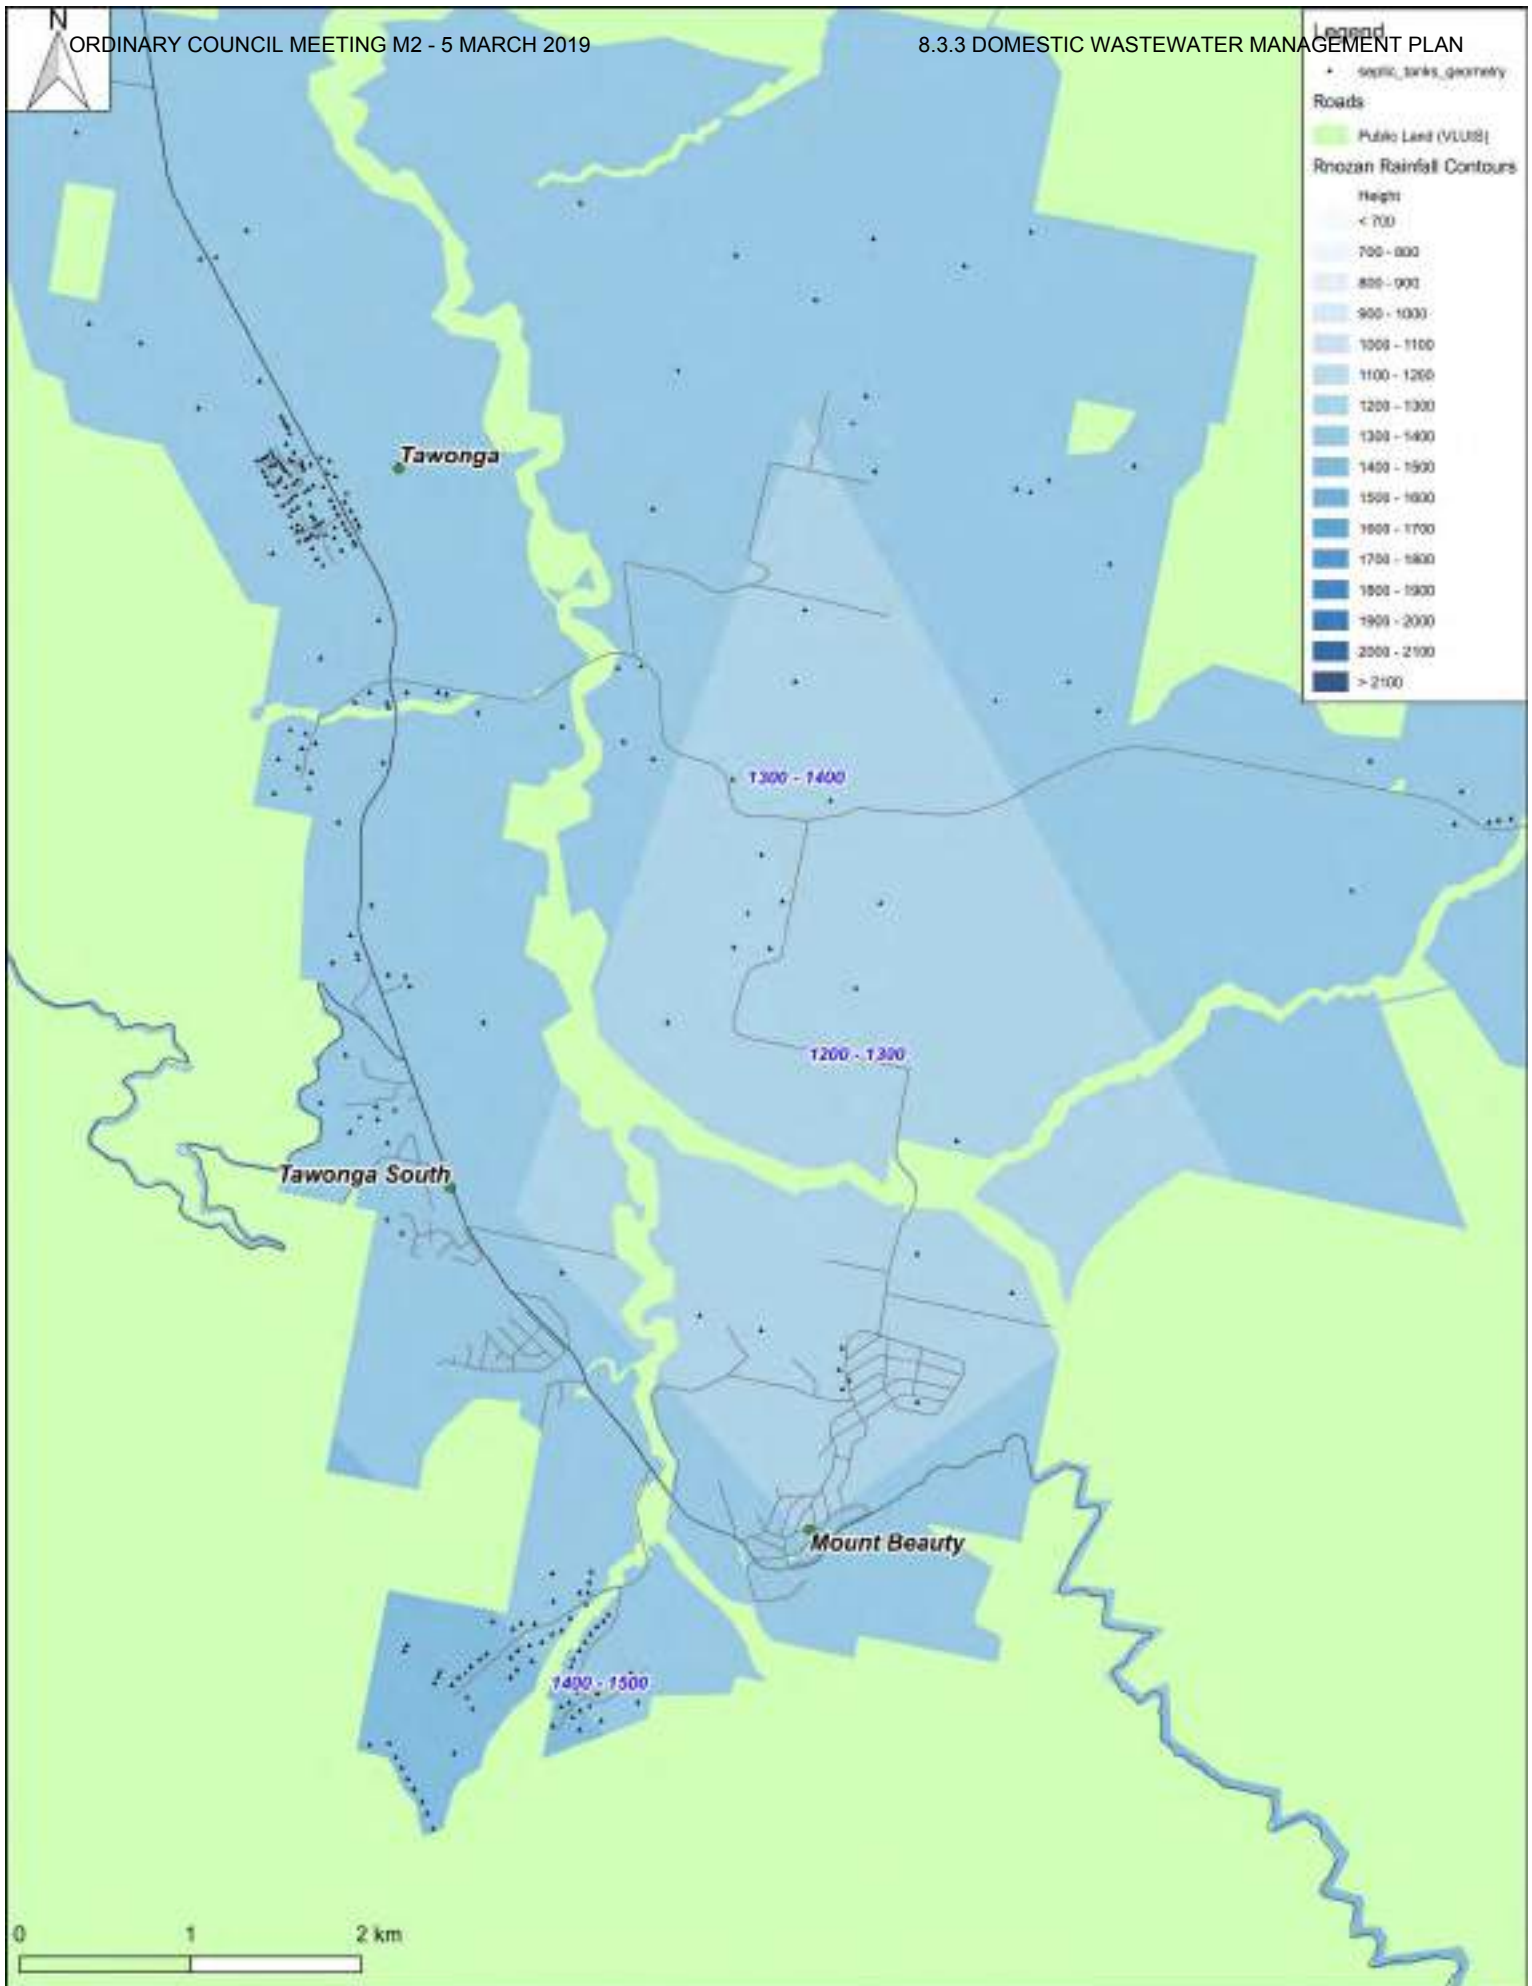 N
ORDINARY COUNCIL MEETING M2 - 5 MARCH 2019
8.3.3 DOMESTIC WASTEWATER MANAGEMENT PLAN
Legend
septic_tanks_geometry
Roads
Public Land (VLUIS)
Rnozan Rainfall Contours
Height
< 700
700 - 800
800 - 900
900 - 1000
1000 - 1100
1100 - 1200
1200 - 1300
1300 - 1400
1400 - 1500
1500 - 1600
1600 - 1700
1700 - 1800
1800 - 1900
1900 - 2000
2000 - 2100
> 2100
Tawonga
1300 - 1400
1200 - 1300
Tawonga South
Mount Beauty
1400 - 1500
0 1 2 km